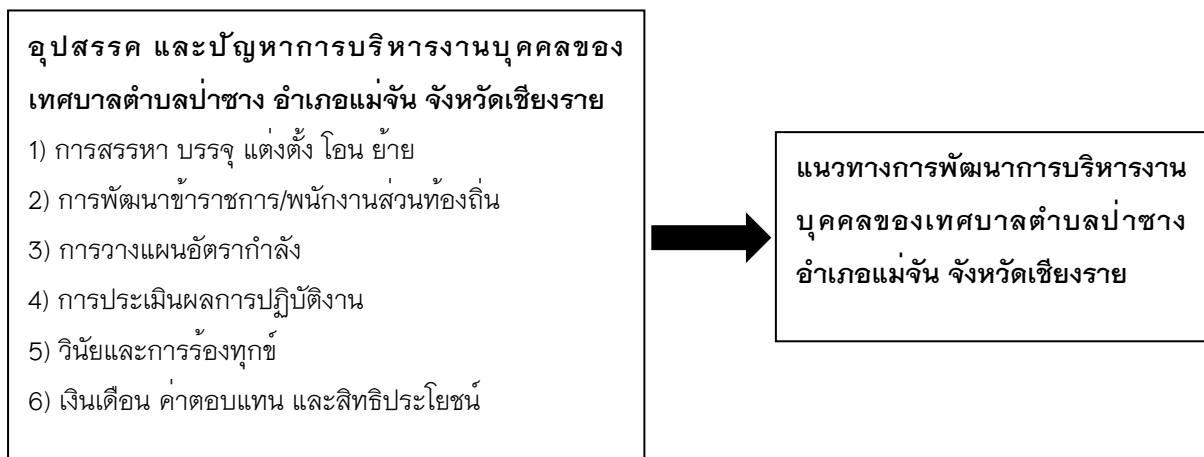 อุปสรรค และปัญหาการบริหารงานบุคคลของ
เทศบาลตำบลป่าซาง อำเภอแม่จัน จังหวัดเชียงราย
1) การสรรหา บรรจุ แต่งตั้ง โอน ย้าย
2) การพัฒนาข้าราชการ/พนักงานส่วนท้องถิ่น
3) การวางแผนอัตรากำลัง
4) การประเมินผลการปฏิบัติงาน
5) วินัยและการร้องทุกข์
6) เงินเดือน ค่าตอบแทน และสิทธิประโยชน์
แนวทางการพัฒนาการบริหารงาน
บุคคลของเทศบาลตำบลป่าซาง
อำเภอแม่จัน จังหวัดเชียงราย